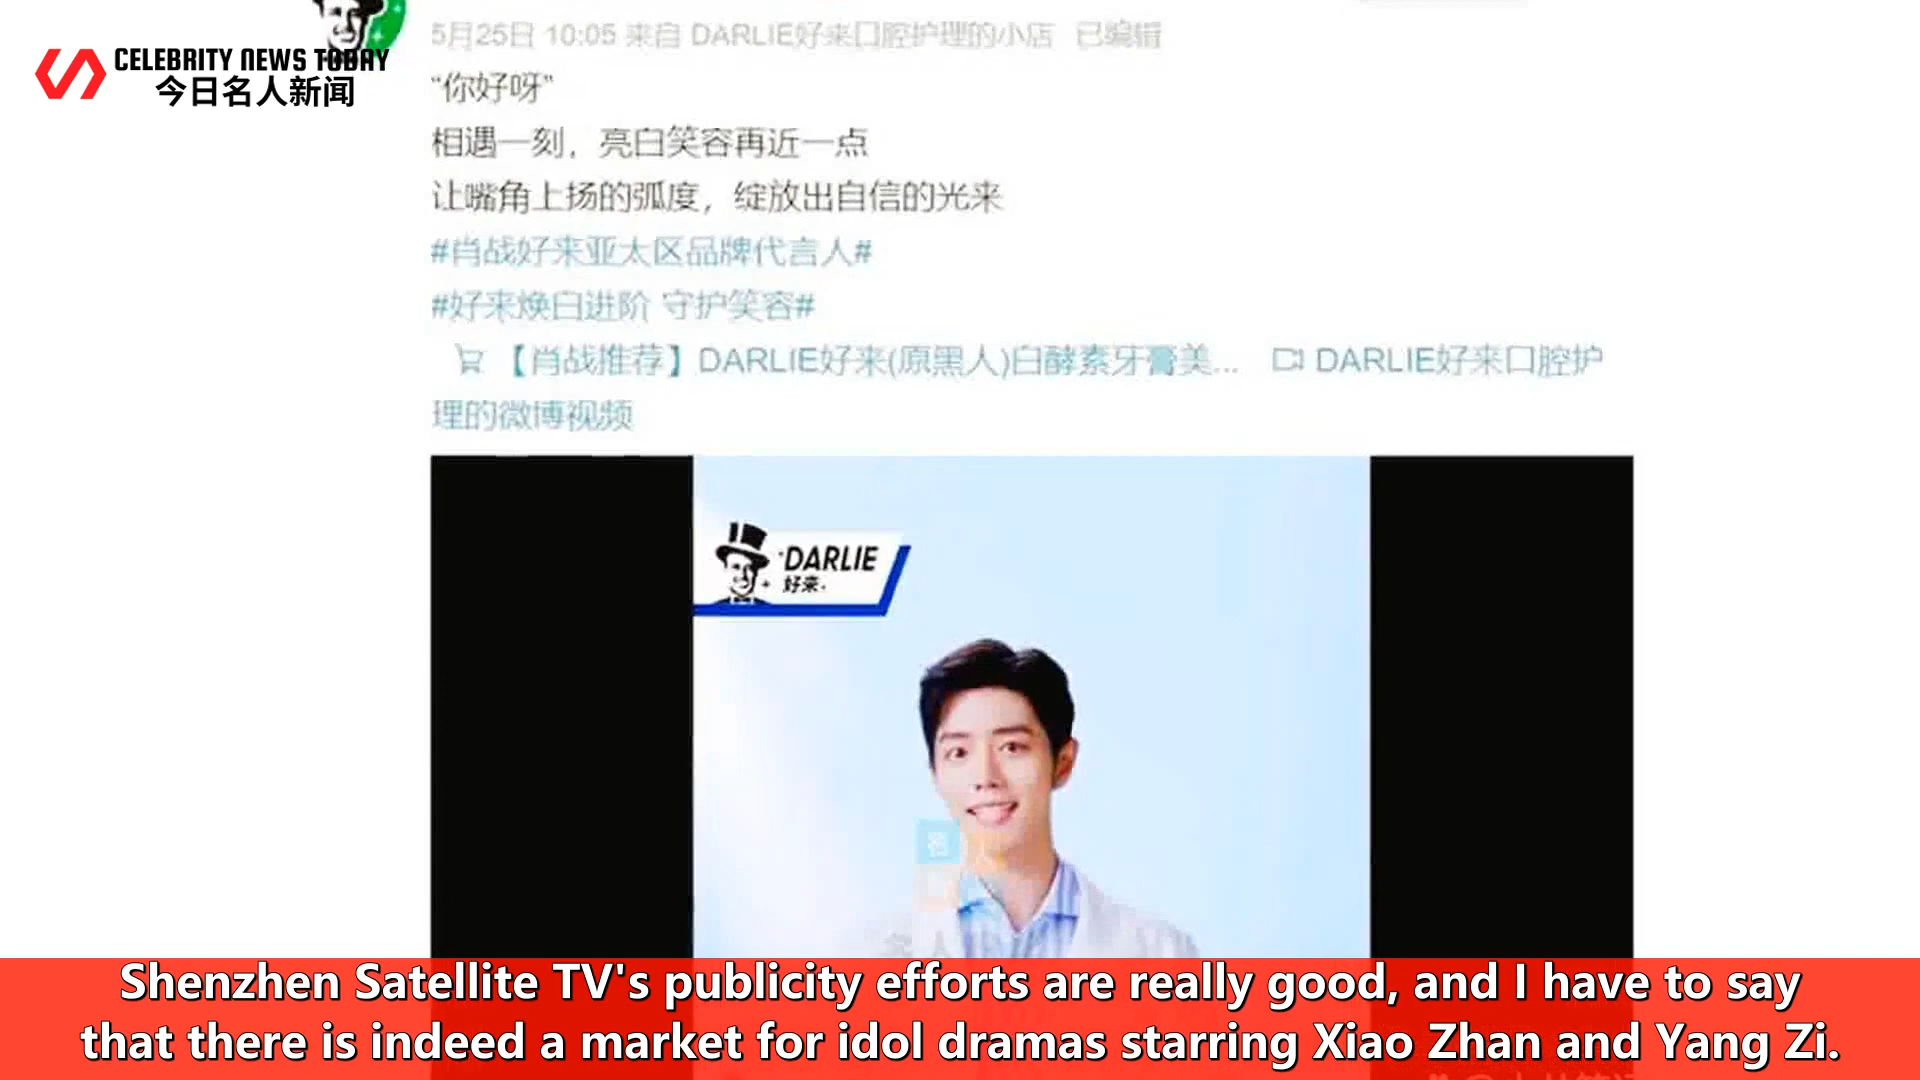 5月25日 10:05 来自 DARLIE好来口腔护理的小店 已编辑
CELEBRITY NEWS TODAY
今日名人新闻
“你好呀”
相遇一刻，亮白笑容再近一点
让嘴角上扬的弧度，绽放出自信的光来
#肖战好来亚太区品牌代言人#
#好来焕白进阶 守护笑容#
【肖战推荐】DARLIE好来(原黑人)白酵素牙膏美... DARLIE好来口腔护
理的微博视频
DARLIE
好来
Shenzhen Satellite TV's publicity efforts are really good, and I have to say
that there is indeed a market for idol dramas starring Xiao Zhan and Yang Zi.